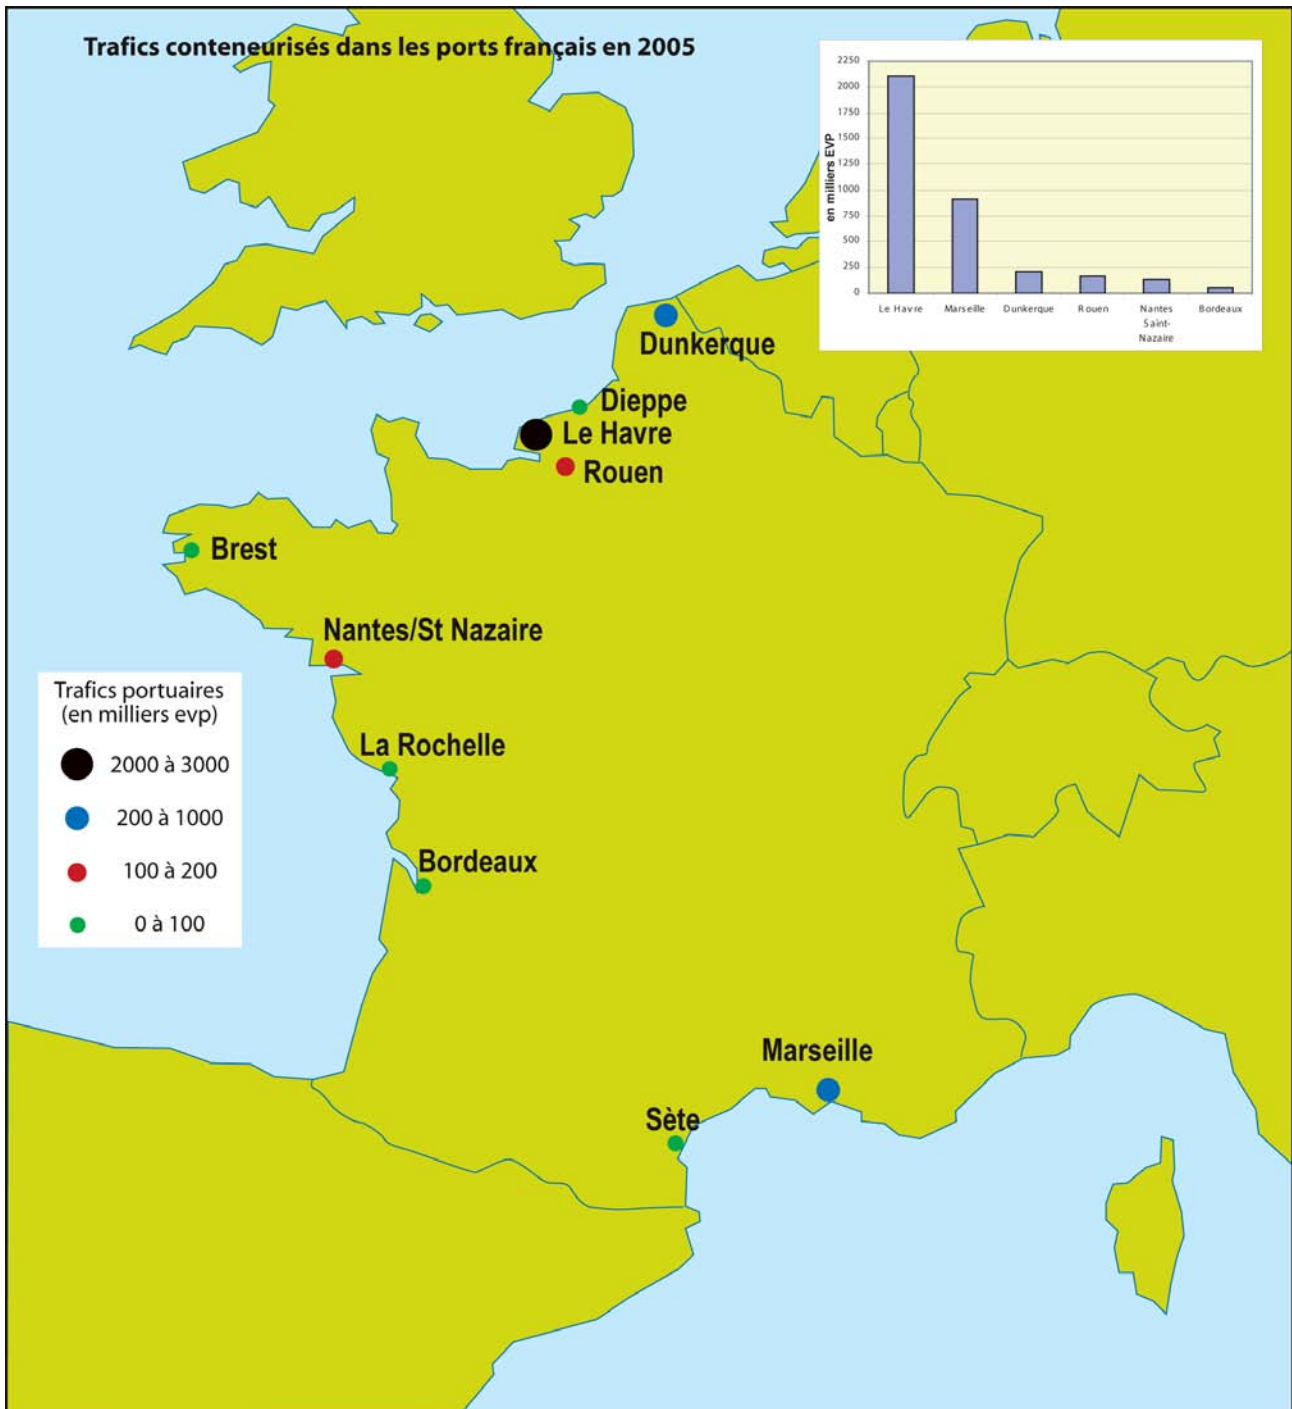 Trafics conteneurisés dans les ports français en 2005
en milliers EVP
2250
2000
1750
1500
1250
1000
750
500
250
0
Le Havre
Marseille
Dunkerque
Rouen
Nantes
Saint-
Nazaire
Bordeaux
Dunkerque
Dieppe
Le Havre
Rouen
Brest
Nantes/St Nazaire
La Rochelle
Bordeaux
Marseille
Sète
Trafics portuaires
(en milliers evp)
2000 à 3000
200 à 1000
100 à 200
0 à 100